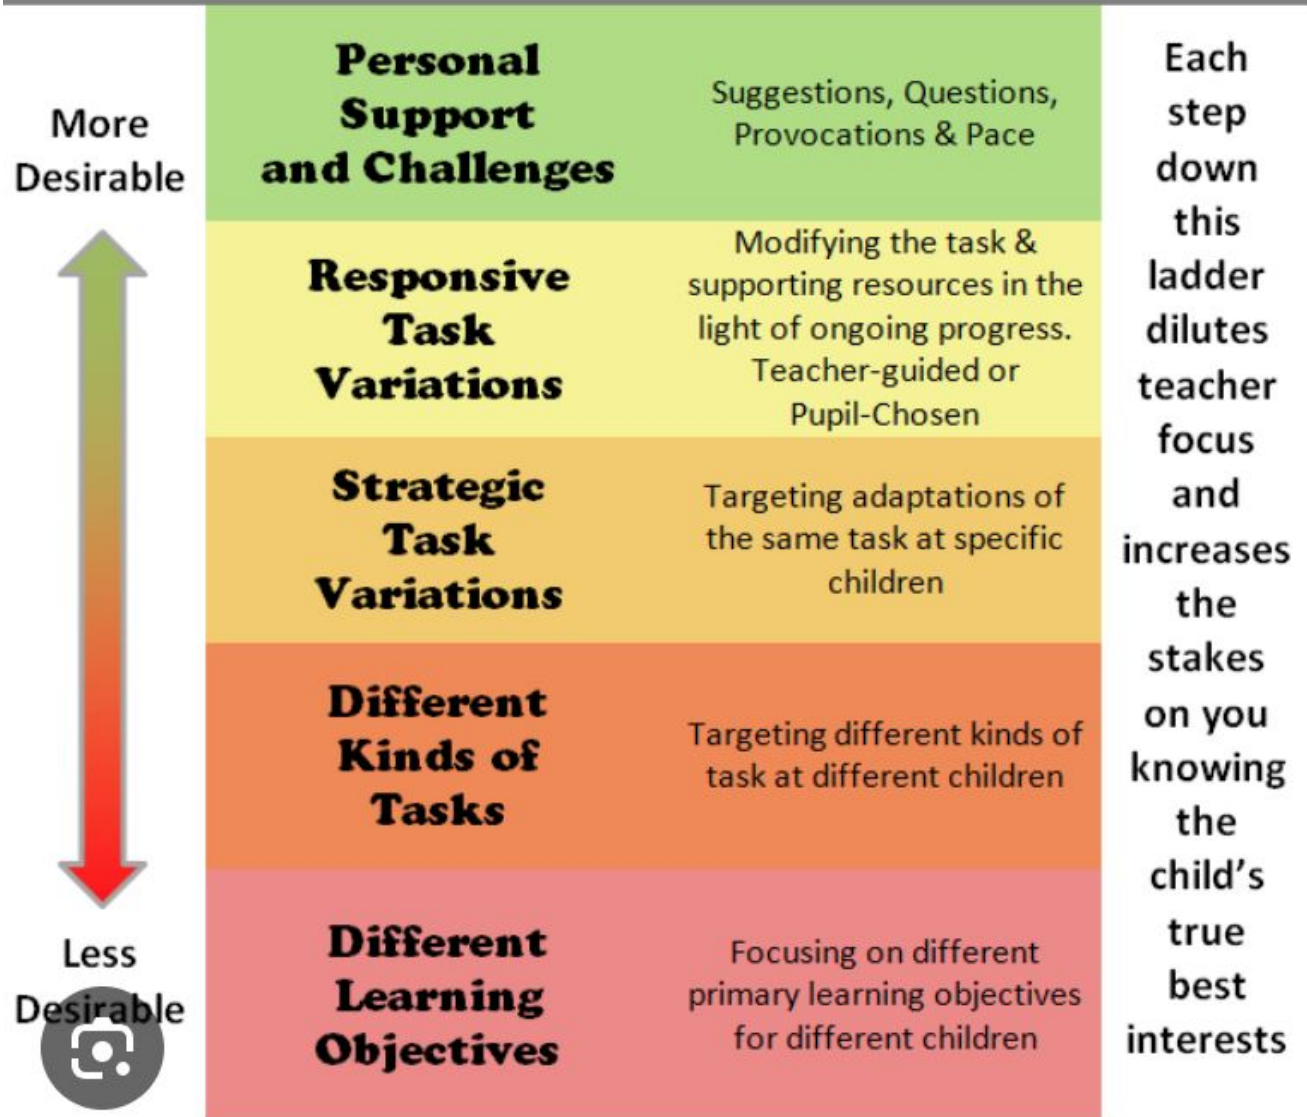 More
Desirable
Less
Desirable
Personal
Support
and Challenges
Suggestions, Questions,
Provocations & Pace
Responsive
Task
Variations
Modifying the task &
supporting resources in the
light of ongoing progress.
Teacher-guided or
Pupil-Chosen
Strategic
Task
Variations
Targeting adaptations of
the same task at specific
children
Different
Kinds of
Tasks
Targeting different kinds of
task at different children
Different
Learning
Objectives
Focusing on different
primary learning objectives
for different children
Each
step
down
this
ladder
dilutes
teacher
focus
and
increases
the
stakes
on you
knowing
the
child’s
true
best
interests